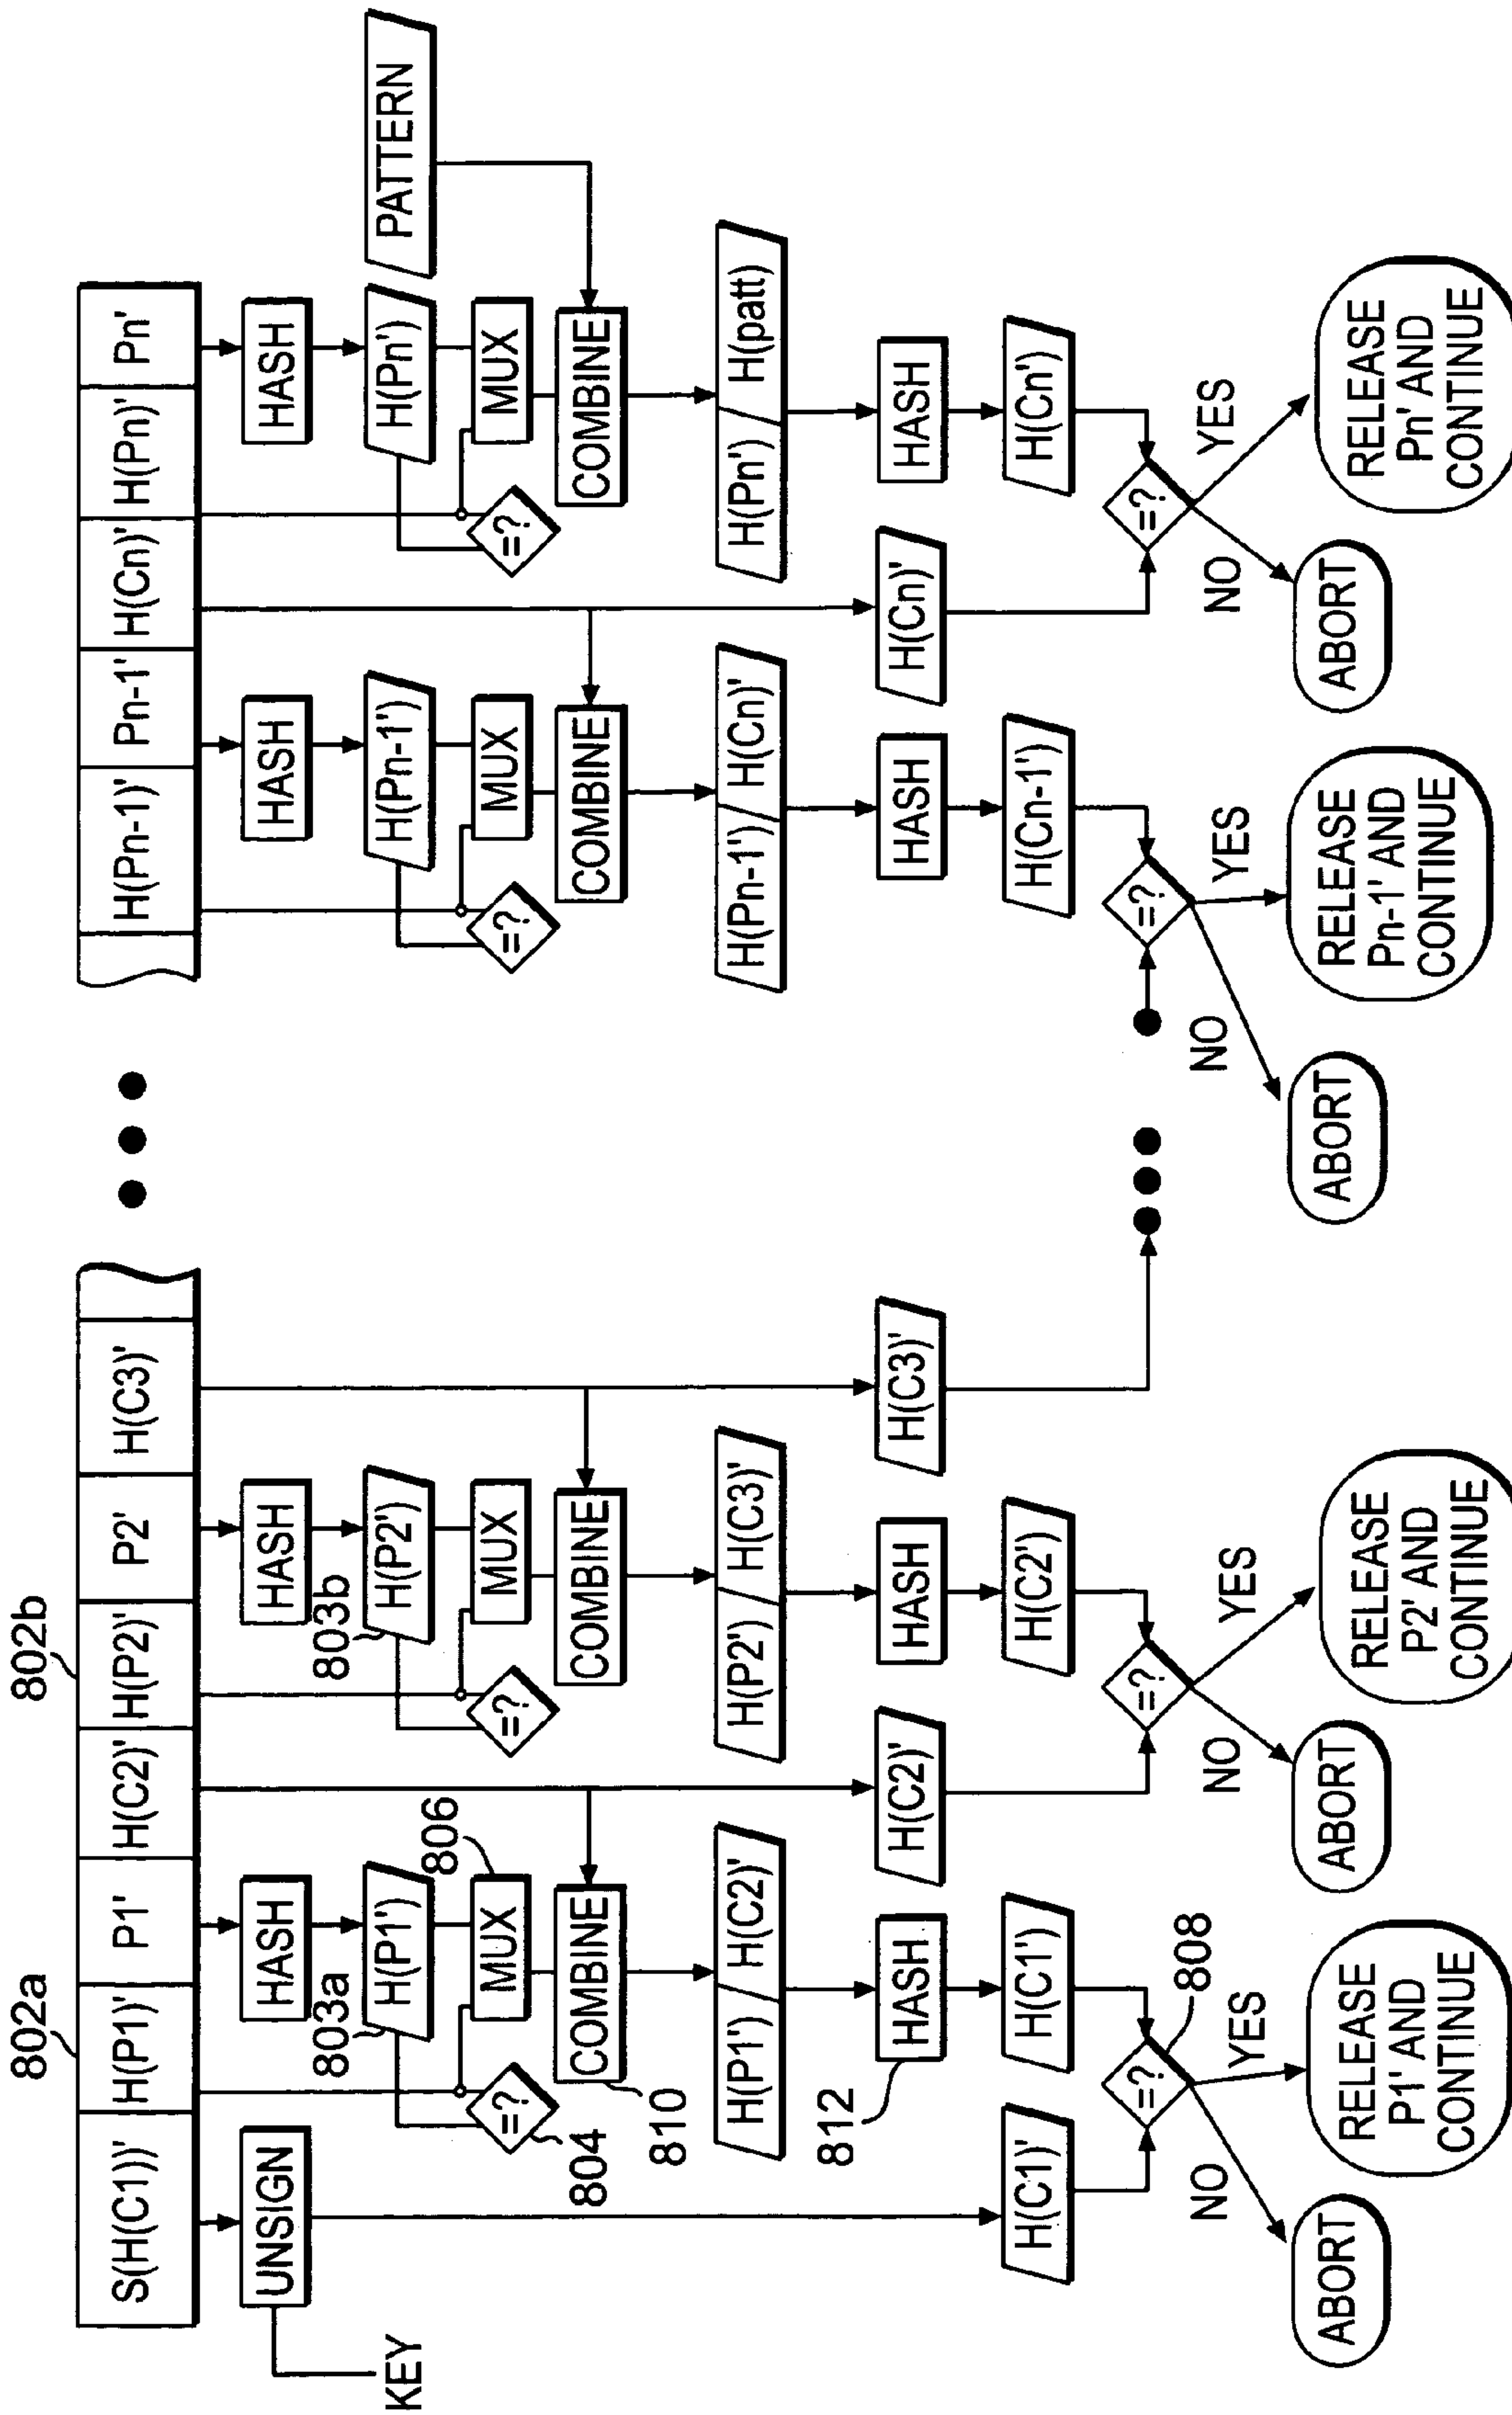 802a
802b
S(H(C1))'
H(P1)'
P1'
H(C2)'
H(P2)'
P2'
H(C3)'
H(Pn-1)'
Pn-1'
H(Cn)'
H(Pn)'
Pn'
KEY
UNSIGN
HASH
HASH
HASH
HASH
803a
H(P1')
803b
H(P2')
H(Pn-1')
H(Pn')
PATTERN
=?
804
MUX
806
=?
MUX
=?
MUX
=?
MUX
COMBINE
810
COMBINE
COMBINE
COMBINE
H(P1')
H(C2)'
H(P2')
H(C3)'
H(Pn-1')
H(Cn)'
H(Pn')
H(patt)
812
HASH
H(C2)'
HASH
H(C3)'
HASH
H(Cn)'
HASH
H(C1)'
H(C1')
H(C2')
H(Cn-1')
H(Cn')
=?
808
=?
=?
=?
NO
YES
NO
YES
NO
YES
NO
YES
ABORT
RELEASE
P1' AND
CONTINUE
ABORT
RELEASE
P2' AND
CONTINUE
ABORT
RELEASE
Pn-1' AND
CONTINUE
ABORT
RELEASE
Pn' AND
CONTINUE